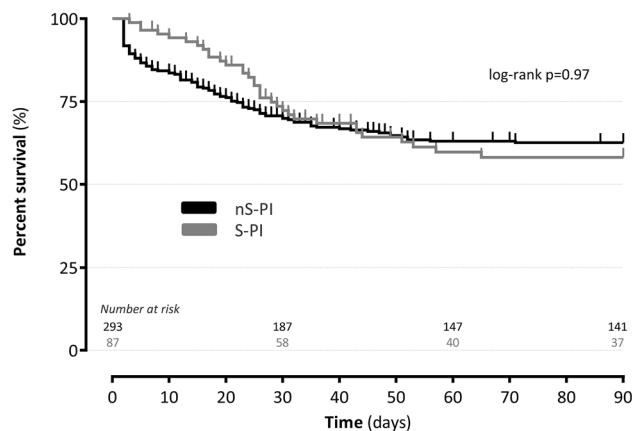 100
75
50
25
0
Percent survival (%)
log-rank p=0.97
nS-PI
S-PI
Number at risk
293 187 147 141
87 58 40 37
0 10 20 30 40 50 60 70 80 90
Time (days)